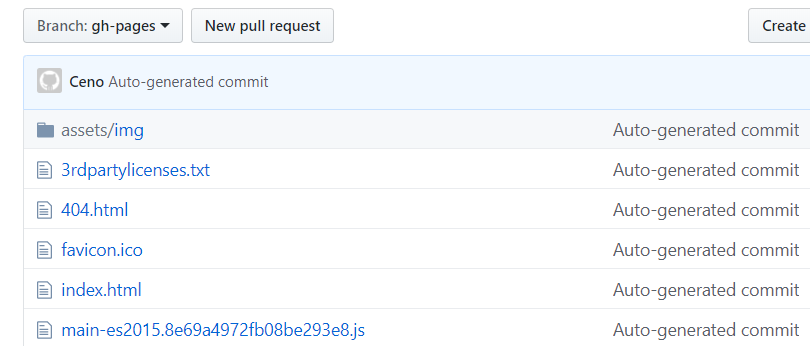 Branch: gh-pages New pull request Create
Ceno Auto-generated commit
assets/img Auto-generated commit
3rdpartylicenses.txt Auto-generated commit
404.html Auto-generated commit
favicon.ico Auto-generated commit
index.html Auto-generated commit
main-es2015.8e69a4972fb08be293e8.js Auto-generated commit